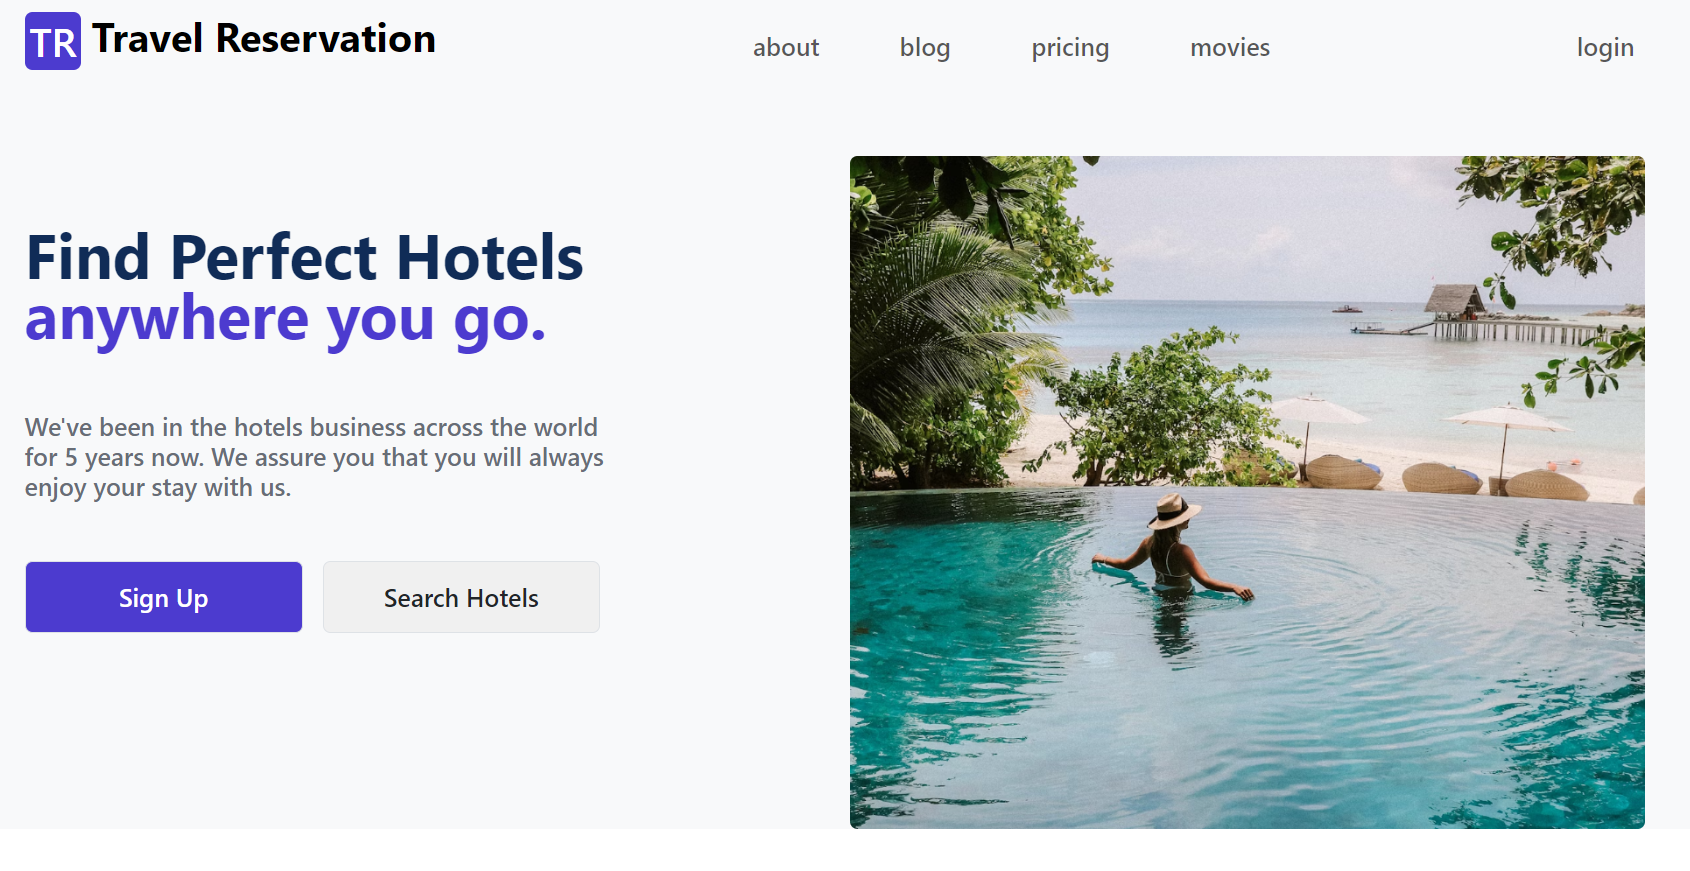 TR Travel Reservation
about blog pricing movies login
Find Perfect Hotels
anywhere you go.
We've been in the hotels business across the world
for 5 years now. We assure you that you will always
enjoy your stay with us.
Sign Up Search Hotels